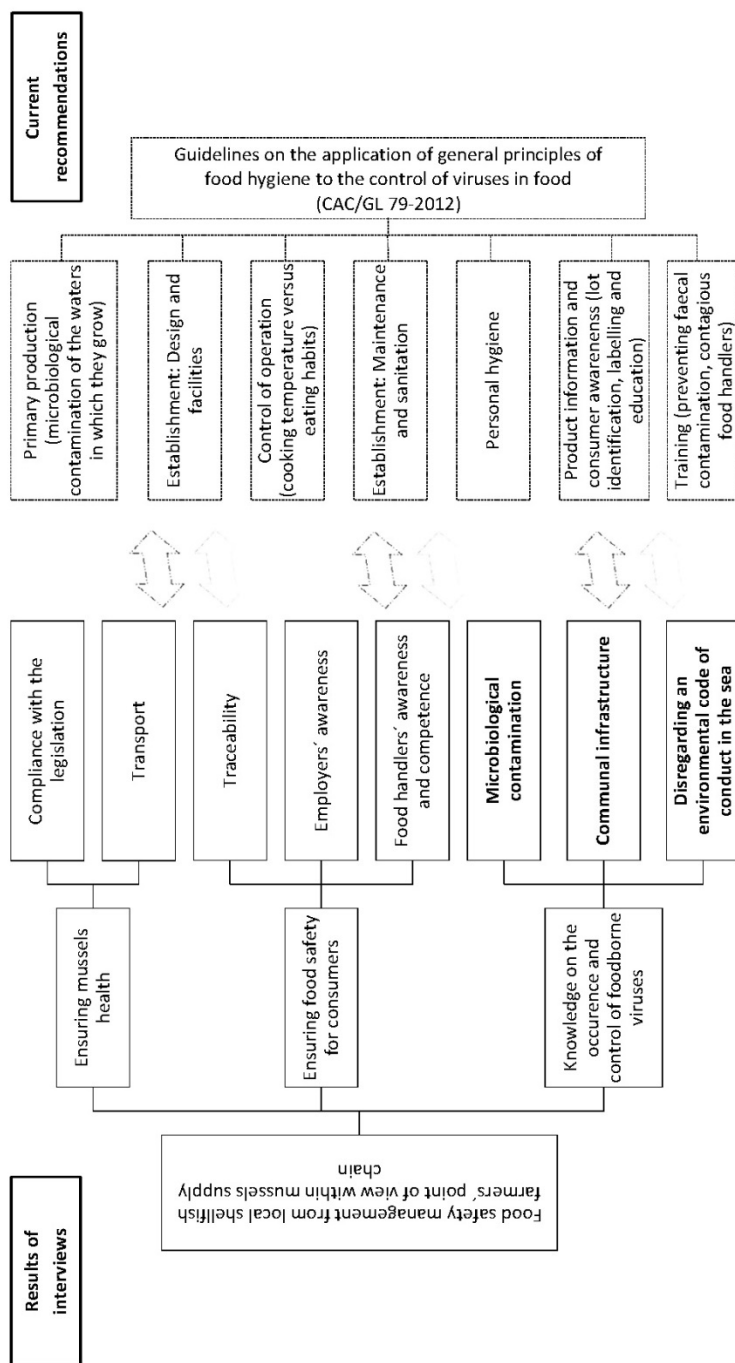 Results of
interviews
Food safety management from local shellfish
farmers´ point of view within mussels supply
chain
Ensuring mussels
health
Ensuring food safety
for consumers
Knowledge on the
occurence and
control of foodborne
viruses
Compliance with the
legislation
Transport
Traceability
Employers´ awareness
Food handlers´ awareness
and competence
Microbiological
contamination
Communal infrastructure
Disregarding an
environmental code of
conduct in the sea
Primary production
(microbiological
contamination of the waters
in which they grow)
Establishment: Design and
facilities
Control of operation
(cooking temperature versus
eating habits)
Establishment: Maintenance
and sanitation
Personal hygiene
Product information and
consumer awarenenss (lot
identification, labelling and
education)
Training (preventing faecal
contamination, contagious
food handlers)
Guidelines on the application of general principles of
food hygiene to the control of viruses in food
(CAC/GL 79-2012)
Current
recommendations